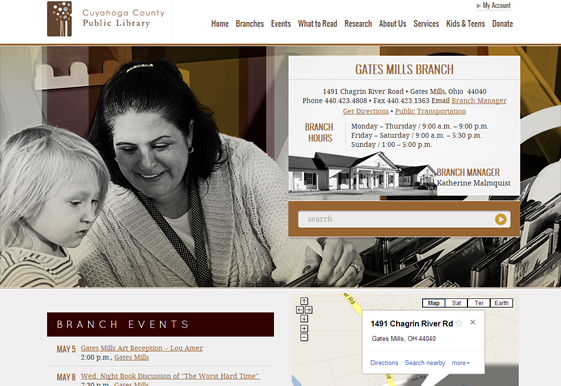 My Account
Cuyahoga County
Public Library
Home Branches Events What to Read Research About Us Services Kids & Teens Donate
GATES MILLS BRANCH
1491 Chagrin River Road • Gates Mills, Ohio 44040
Phone 440.423.4808 • Fax 440.423.1363 Email Branch Manager
Get Directions • Public Transportation
BRANCH
HOURS
Monday – Thursday / 9:00 a.m. – 9:00 p.m.
Friday – Saturday / 9:00 a.m. – 5:30 p.m.
Sunday / 1:00 – 5:00 p.m.
BRANCH MANAGER
Katherine Malmquist
search
BRANCH EVENTS
MAY 5 Gates Mills Art Reception – Lou Amer
2:00 p.m., Gates Mills
MAY 8 Wed. Night Book Discussion of "The Worst Hard Time"
7:30 p.m., Gates Mills
Map Sat Ter Earth
1491 Chagrin River Rd
Gates Mills, OH 44040
Directions Search nearby more